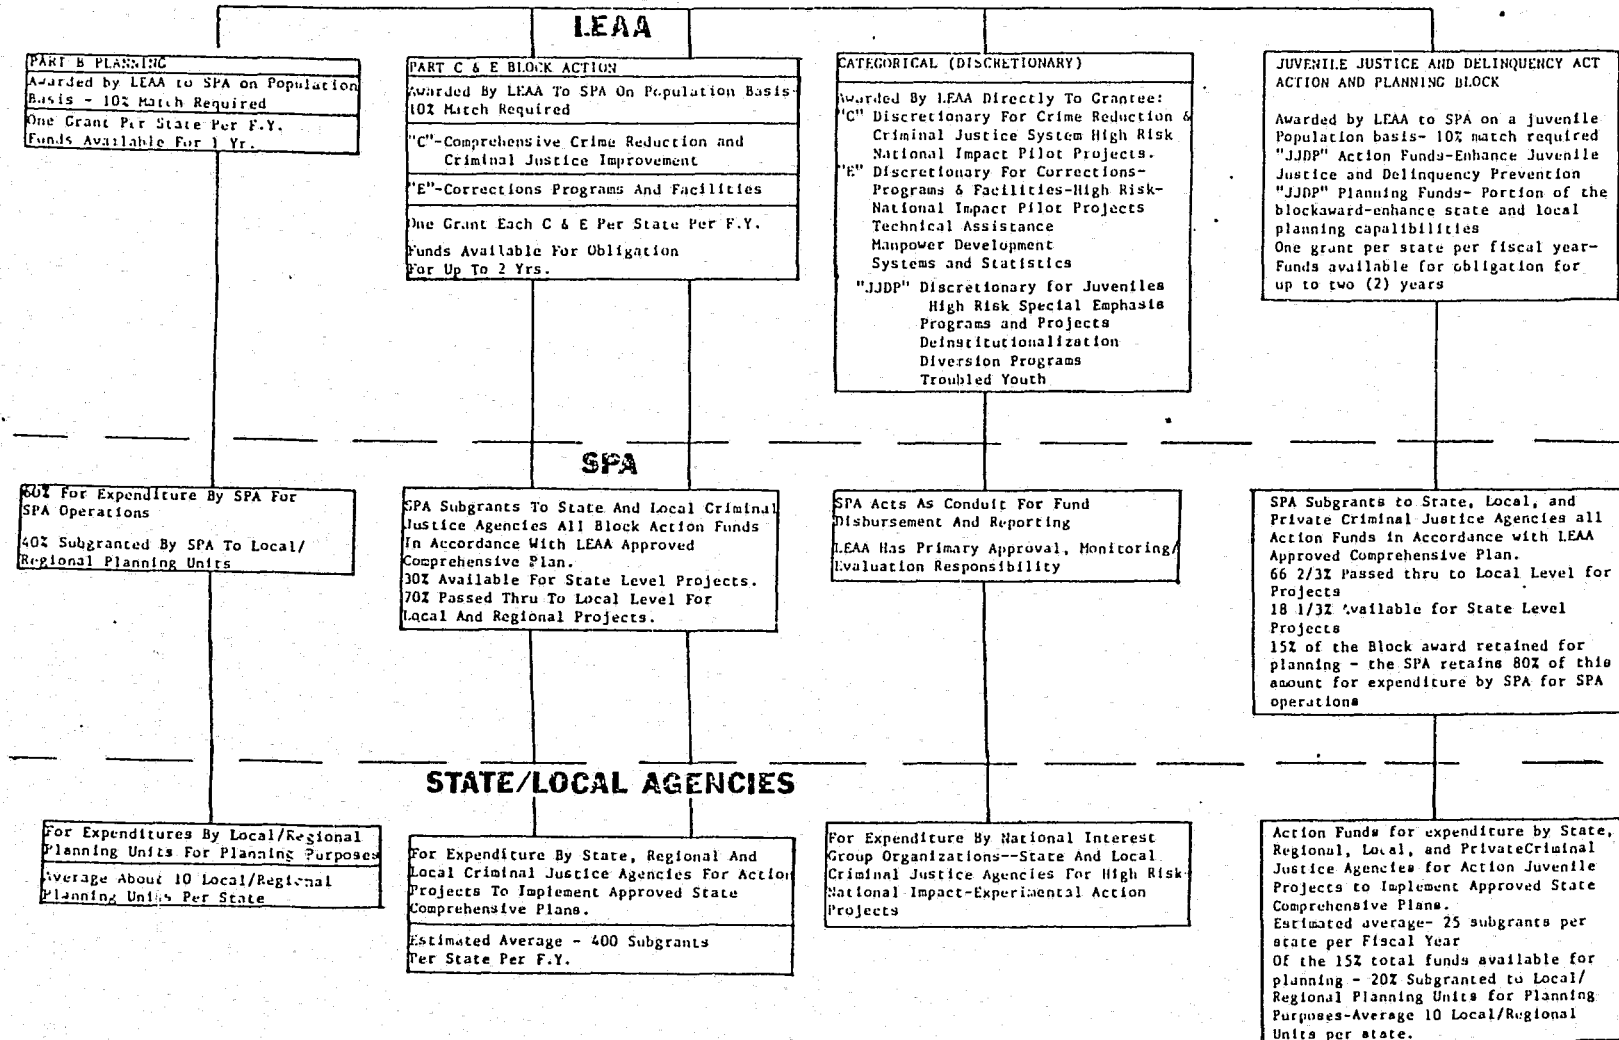 LEAA
PART B PLANNING
Awarded by LEAA to SPA on Population
Basis - 10% Match Required
One Grant Per State Per F.Y.
Funds Available For 1 Yr.
PART C & E BLOCK ACTION
Awarded By LEAA To SPA On Population Basis-
10% Match Required
"C"-Comprehensive Crime Reduction and
Criminal Justice Improvement
"E"-Corrections Programs And Facilities
One Grant Each C & E Per State Per F.Y.
Funds Available For Obligation
For Up To 2 Yrs.
CATEGORICAL (DISCRETIONARY)
Awarded By LEAA Directly To Grantee:
"C" Discretionary For Crime Reduction &
Criminal Justice System High Risk
National Impact Pilot Projects.
"E" Discretionary For Corrections-
Programs & Facilities-High Risk-
National Impact Pilot Projects
Technical Assistance
Manpower Development
Systems and Statistics
"JJDP" Discretionary for Juveniles
High Risk Special Emphasis
Programs and Projects
Deinstitutionalization
Diversion Programs
Troubled Youth
JUVENILE JUSTICE AND DELINQUENCY ACT
ACTION AND PLANNING BLOCK
Awarded by LEAA to SPA on a juvenile
Population basis- 10% match required
"JJDP" Action Funds-Enhance Juvenile
Justice and Delinquency Prevention
"JJDP" Planning Funds- Portion of the
blockaward-enhance state and local
planning capalibilities
One grant per state per fiscal year-
Funds available for obligation for
up to two (2) years
SPA
60% For Expenditure By SPA For
SPA Operations
40% Subgranted By SPA To Local/
Regional Planning Units
SPA Subgrants To State And Local Criminal
Justice Agencies All Block Action Funds
In Accordance With LEAA Approved
Comprehensive Plan.
30% Available For State Level Projects.
70% Passed Thru To Local Level For
Local And Regional Projects.
SPA Acts As Conduit For Fund
Disbursement And Reporting
LEAA Has Primary Approval, Monitoring/
Evaluation Responsibility
SPA Subgrants to State, Local, and
Private Criminal Justice Agencies all
Action Funds in Accordance with LEAA
Approved Comprehensive Plan.
66 2/3% Passed thru to Local Level for
Projects
18 1/3% Available for State Level
Projects
15% of the Block award retained for
planning - the SPA retains 80% of this
amount for expenditure by SPA for SPA
operations
STATE/LOCAL AGENCIES
For Expenditures By Local/Regional
Planning Units For Planning Purposes
Average About 10 Local/Regional
Planning Units Per State
For Expenditure By State, Regional And
Local Criminal Justice Agencies For Action
Projects To Implement Approved State
Comprehensive Plans.
Estimated Average - 400 Subgrants
Per State Per F.Y.
For Expenditure By National Interest
Group Organizations--State And Local
Criminal Justice Agencies For High Risk-
National Impact-Experimental Action
Projects
Action Funds for expenditure by State,
Regional, Local, and PrivateCriminal
Justice Agencies for Action Juvenile
Projects to Implement Approved State
Comprehensive Plans.
Estimated average- 25 subgrants per
state per Fiscal Year
Of the 15% total funds available for
planning - 20% Subgranted to Local/
Regional Planning Units for Planning
Purposes-Average 10 Local/Regional
Units per state.